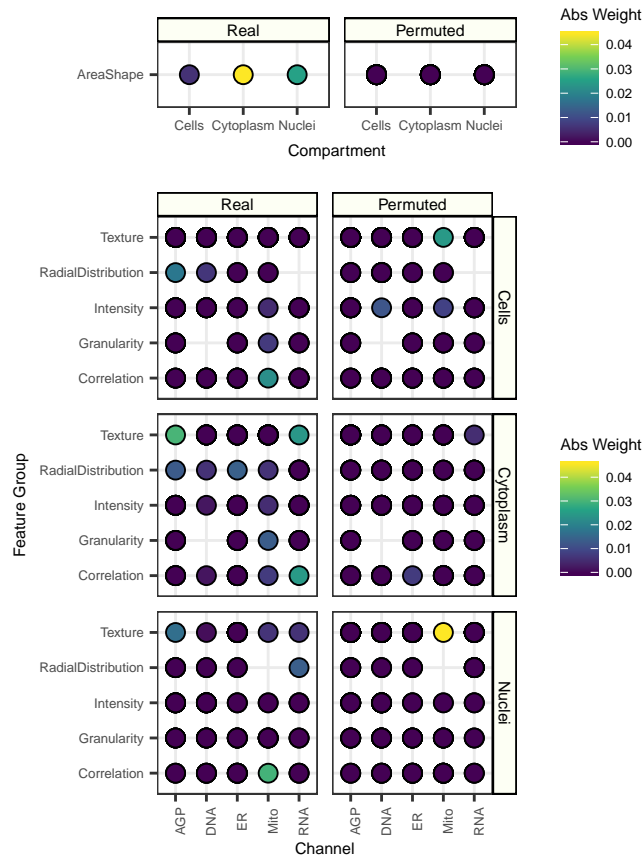 Real Permuted
AreaShape
Cells Cytoplasm Nuclei Cells Cytoplasm Nuclei
Compartment
Abs Weight
0.04
0.03
0.02
0.01
0.00
Real Permuted
Feature Group
Texture
RadialDistribution
Intensity
Granularity
Correlation
Cells
Texture
RadialDistribution
Intensity
Granularity
Correlation
Cytoplasm
Texture
RadialDistribution
Intensity
Granularity
Correlation
Nuclei
AGP DNA ER Mito RNA AGP DNA ER Mito RNA
Channel
Abs Weight
0.04
0.03
0.02
0.01
0.00